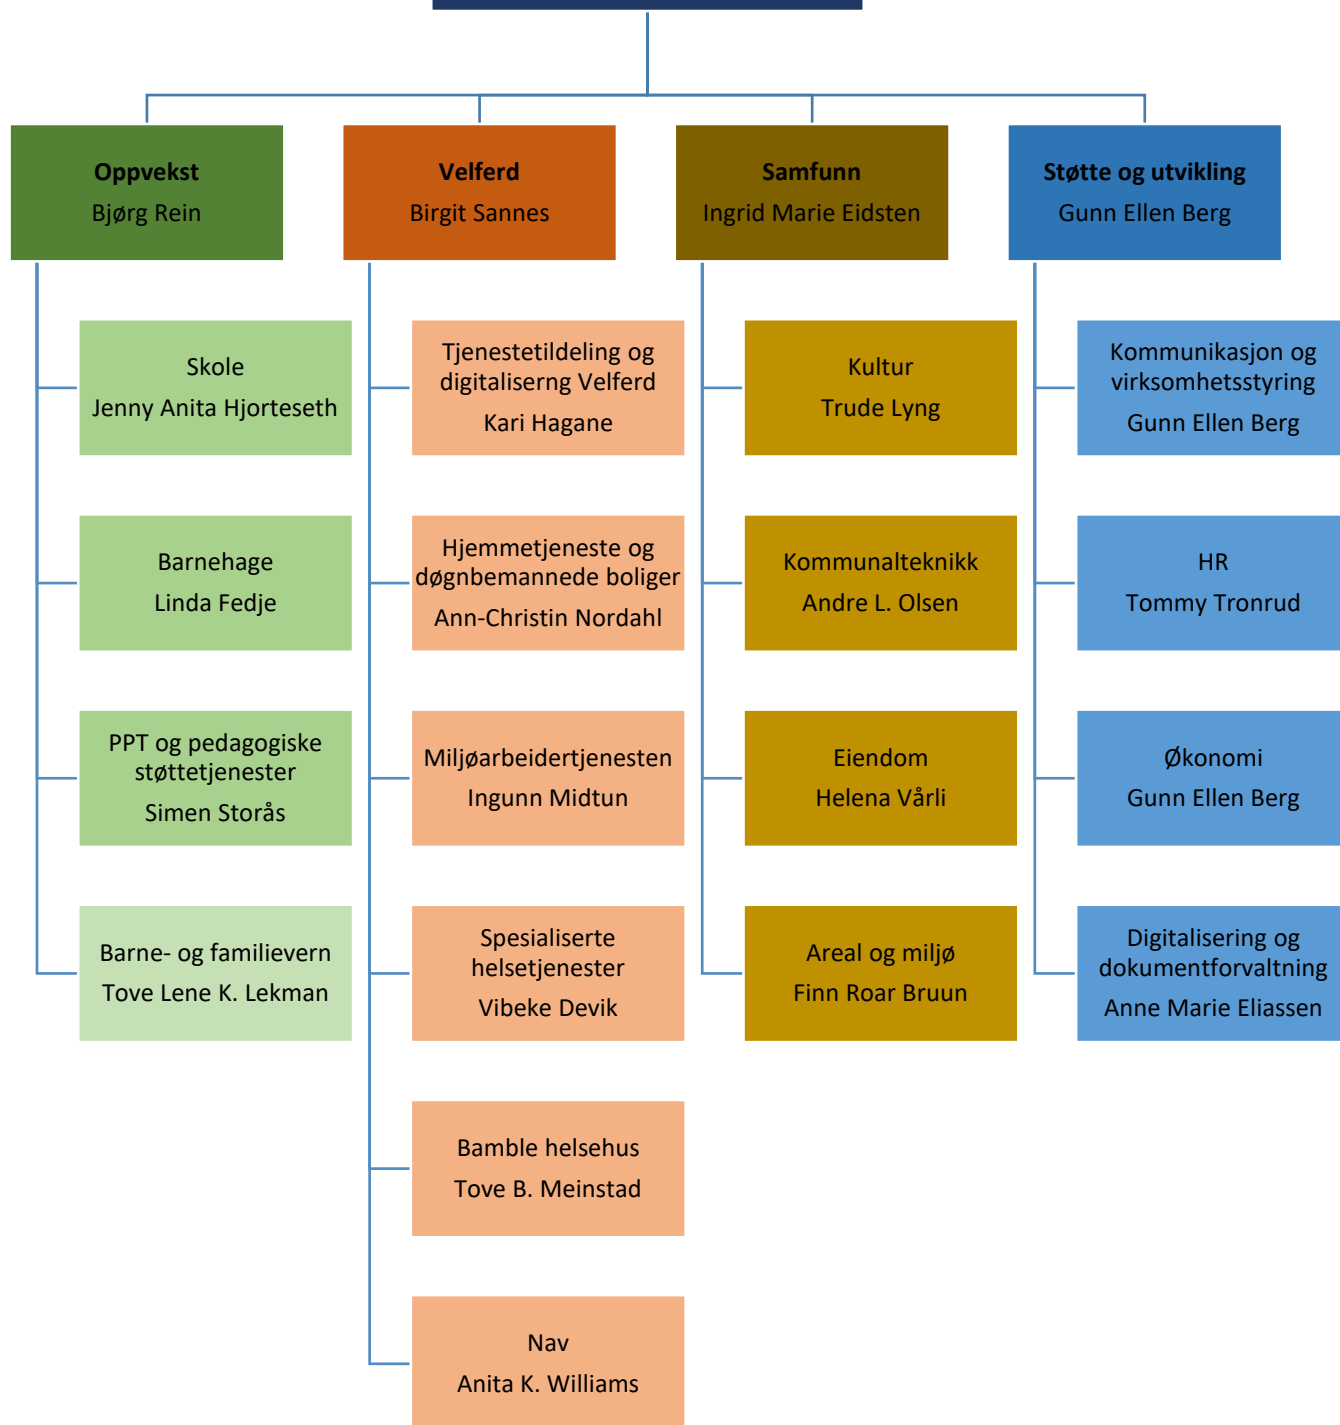 Oppvekst
Bjørg Rein
Velferd
Birgit Sannes
Samfunn
Ingrid Marie Eidsten
Støtte og utvikling
Gunn Ellen Berg
Skole
Jenny Anita Hjorteseth
Barnehage
Linda Fedje
PPT og pedagogiske
støttetjenester
Simen Storås
Barne- og familievern
Tove Lene K. Lekman
Tjenestetildeling og
digitaliserng Velferd
Kari Hagane
Hjemmetjeneste og
døgnbemannede boliger
Ann-Christin Nordahl
Miljøarbeidertjenesten
Ingunn Midtun
Spesialiserte
helsetjenester
Vibeke Devik
Bamble helsehus
Tove B. Meinstad
Nav
Anita K. Williams
Kultur
Trude Lyng
Kommunalteknikk
Andre L. Olsen
Eiendom
Helena Vårli
Areal og miljø
Finn Roar Bruun
Kommunikasjon og
virksomhetsstyring
Gunn Ellen Berg
HR
Tommy Tronrud
Økonomi
Gunn Ellen Berg
Digitalisering og
dokumentforvaltning
Anne Marie Eliassen